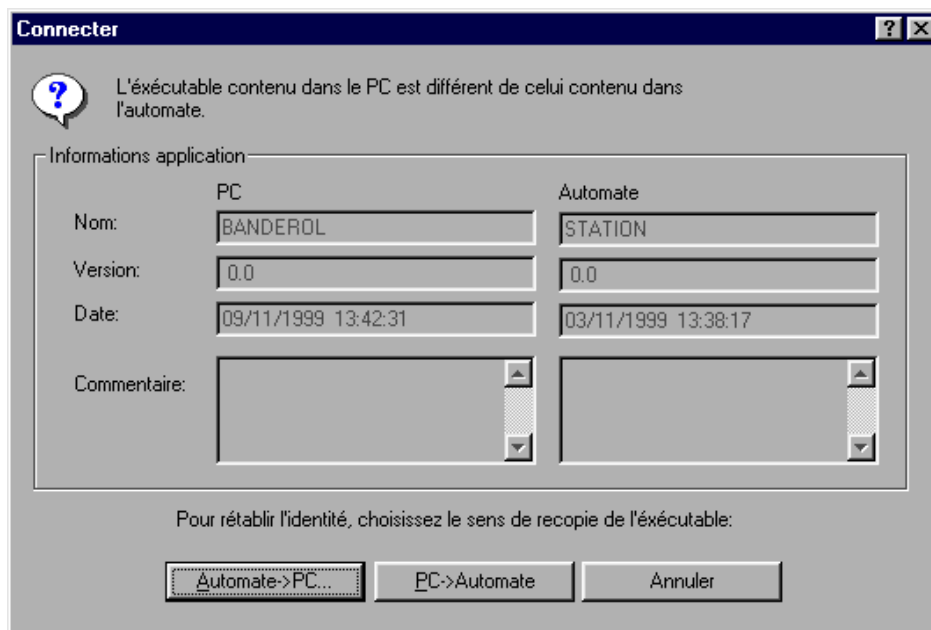 Connecter
L'éxécutable contenu dans le PC est différent de celui contenu dans
l'automate.
Informations application
PC Automate
Nom: BANDEROL STATION
Version: 0.0 0.0
Date: 09/11/1999 13:42:31 03/11/1999 13:38:17
Commentaire:
Pour rétablir l'identité, choisissez le sens de recopie de l'éxécutable:
Automate->PC... PC->Automate Annuler